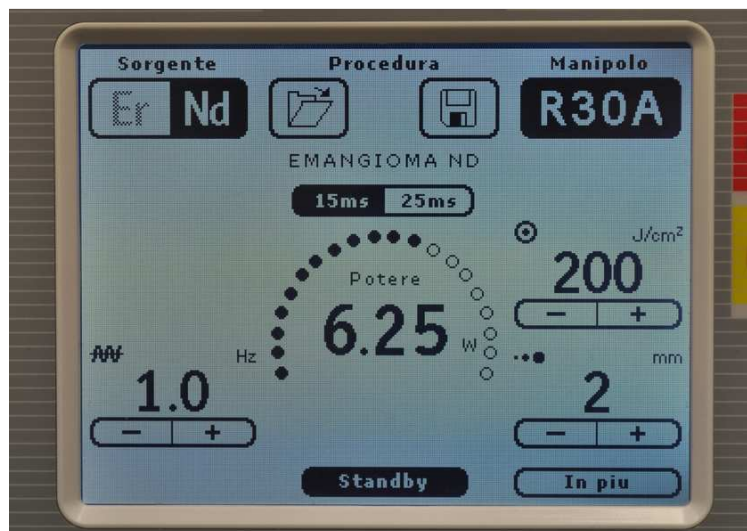 Sorgente Procedura Manipolo
Er Nd R30A
EMANGIOMA ND
15ms 25ms
J/cm²
200
Potere
6.25 W
− +
Hz
mm
1.0
2
− +
− +
Standby In piu